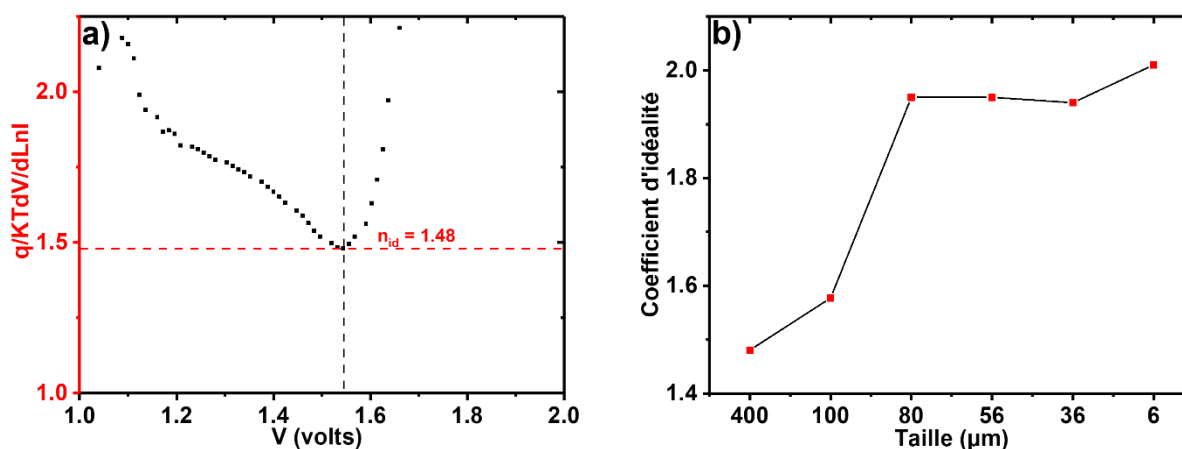 a)
q/KTdV/dLnI
2.0
1.5
1.0
n_id = 1.48
1.0 1.2 1.4 1.6 1.8 2.0
V (volts)
b)
Coefficient d'idéalité
2.0
1.8
1.6
1.4
400 100 80 56 36 6
Taille (µm)